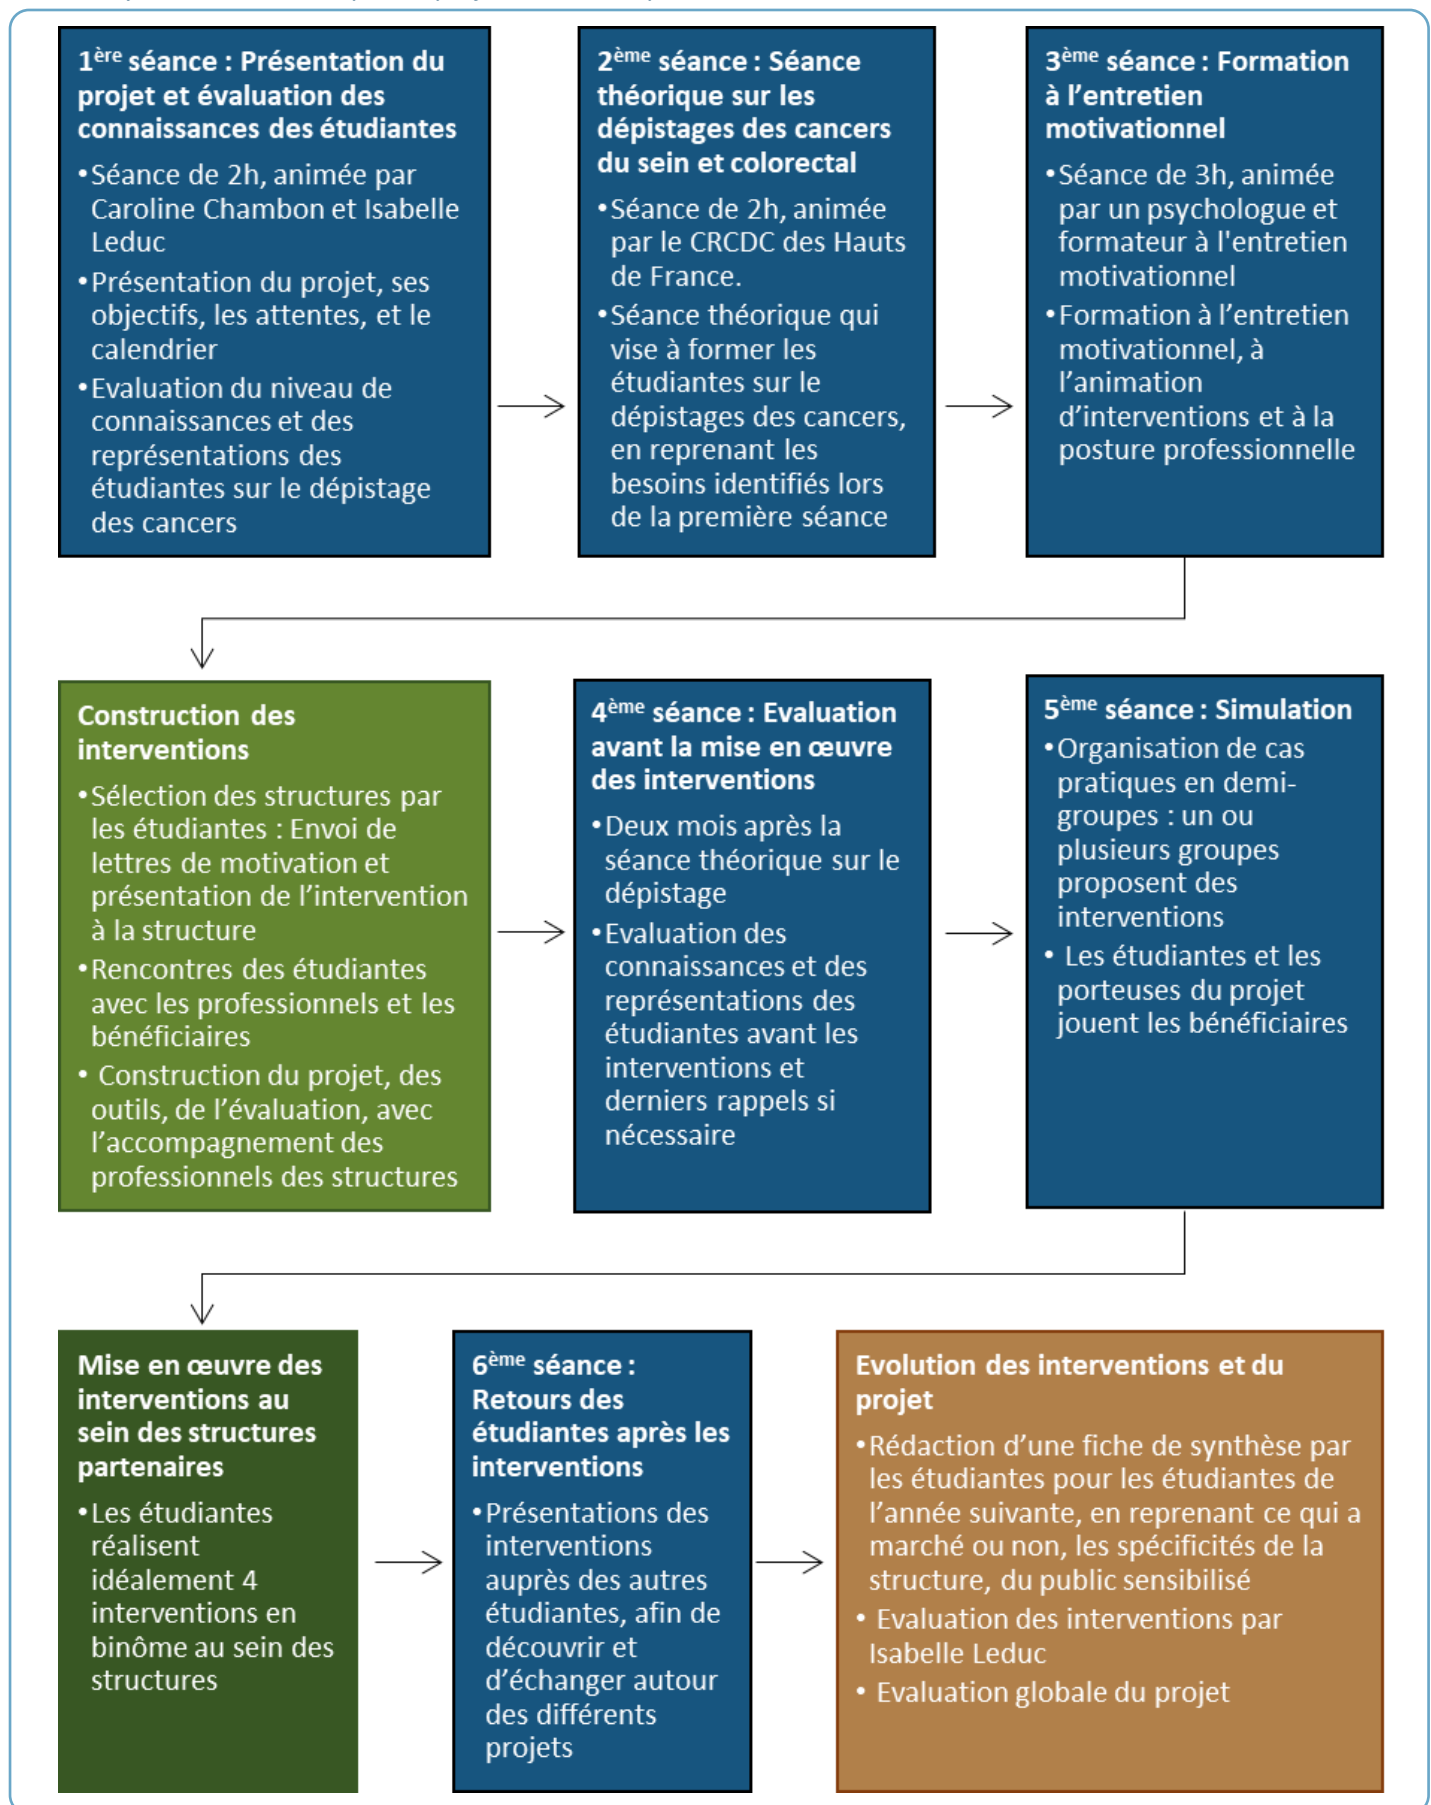 1ère séance : Présentation du
projet et évaluation des
connaissances des étudiantes
•Séance de 2h, animée par
Caroline Chambon et Isabelle
Leduc
•Présentation du projet, ses
objectifs, les attentes, et le
calendrier
•Evaluation du niveau de
connaissances et des
représentations des
étudiantes sur le dépistage
des cancers
2ème séance : Séance
théorique sur les
dépistages des cancers
du sein et colorectal
•Séance de 2h, animée
par le CRCDC des Hauts
de France.
•Séance théorique qui
vise à former les
étudiantes sur le
dépistages des cancers,
en reprenant les
besoins identifiés lors
de la première séance
3ème séance : Formation
à l’entretien
motivationnel
•Séance de 3h, animée
par un psychologue et
formateur à l'entretien
motivationnel
•Formation à l’entretien
motivationnel, à
l’animation
d’interventions et à la
posture professionnelle
Construction des
interventions
•Sélection des structures par
les étudiantes : Envoi de
lettres de motivation et
présentation de l’intervention
à la structure
•Rencontres des étudiantes
avec les professionnels et les
bénéficiaires
• Construction du projet, des
outils, de l’évaluation, avec
l’accompagnement des
professionnels des structures
4ème séance : Evaluation
avant la mise en œuvre
des interventions
•Deux mois après la
séance théorique sur le
dépistage
•Evaluation des
connaissances et des
représentations des
étudiantes avant les
interventions et
derniers rappels si
nécessaire
5ème séance : Simulation
•Organisation de cas
pratiques en demi-
groupes : un ou
plusieurs groupes
proposent des
interventions
• Les étudiantes et les
porteuses du projet
jouent les bénéficiaires
Mise en œuvre des
interventions au
sein des structures
partenaires
•Les étudiantes
réalisent
idéalement 4
interventions en
binôme au sein des
structures
6ème séance :
Retours des
étudiantes après les
interventions
•Présentations des
interventions
auprès des autres
étudiantes, afin de
découvrir et
d’échanger autour
des différents
projets
Evolution des interventions et du
projet
•Rédaction d’une fiche de synthèse par
les étudiantes pour les étudiantes de
l’année suivante, en reprenant ce qui a
marché ou non, les spécificités de la
structure, du public sensibilisé
• Evaluation des interventions par
Isabelle Leduc
• Evaluation globale du projet